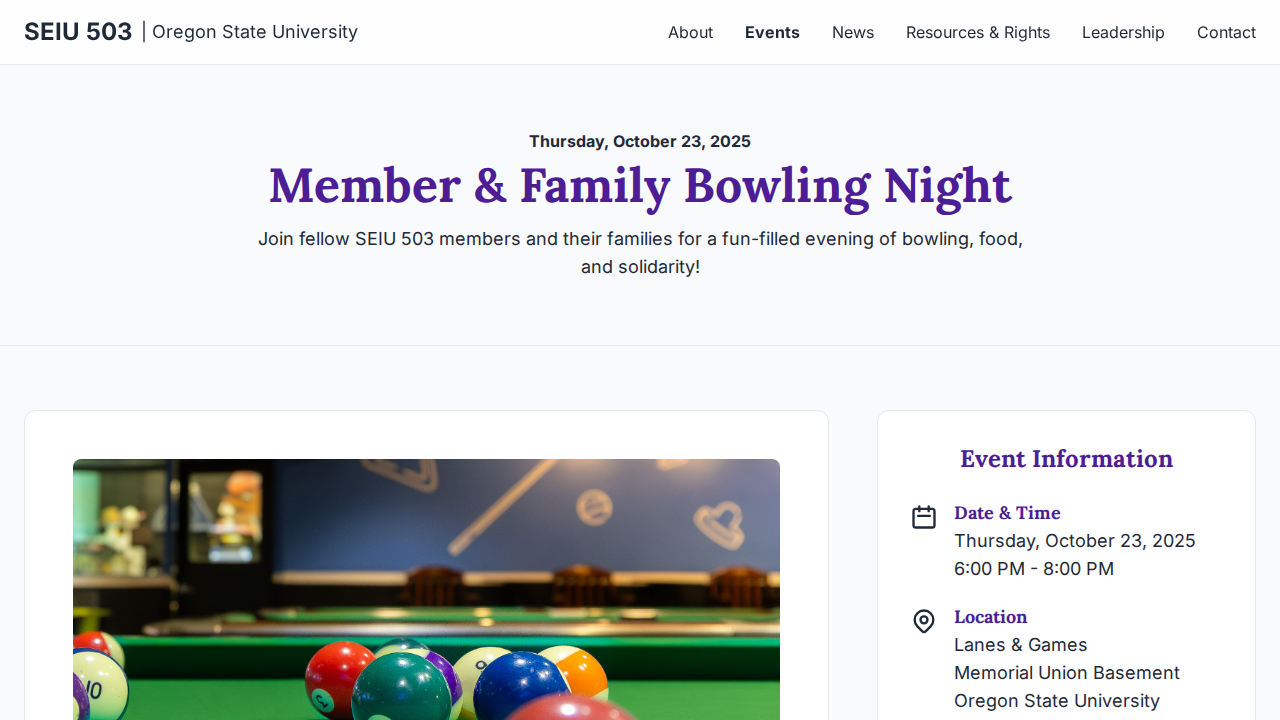 SEIU 503 | Oregon State University
About Events News Resources & Rights Leadership Contact
Thursday, October 23, 2025
Member & Family Bowling Night
Join fellow SEIU 503 members and their families for a fun-filled evening of bowling, food,
and solidarity!
Event Information
Date & Time
Thursday, October 23, 2025
6:00 PM - 8:00 PM
Location
Lanes & Games
Memorial Union Basement
Oregon State University
10